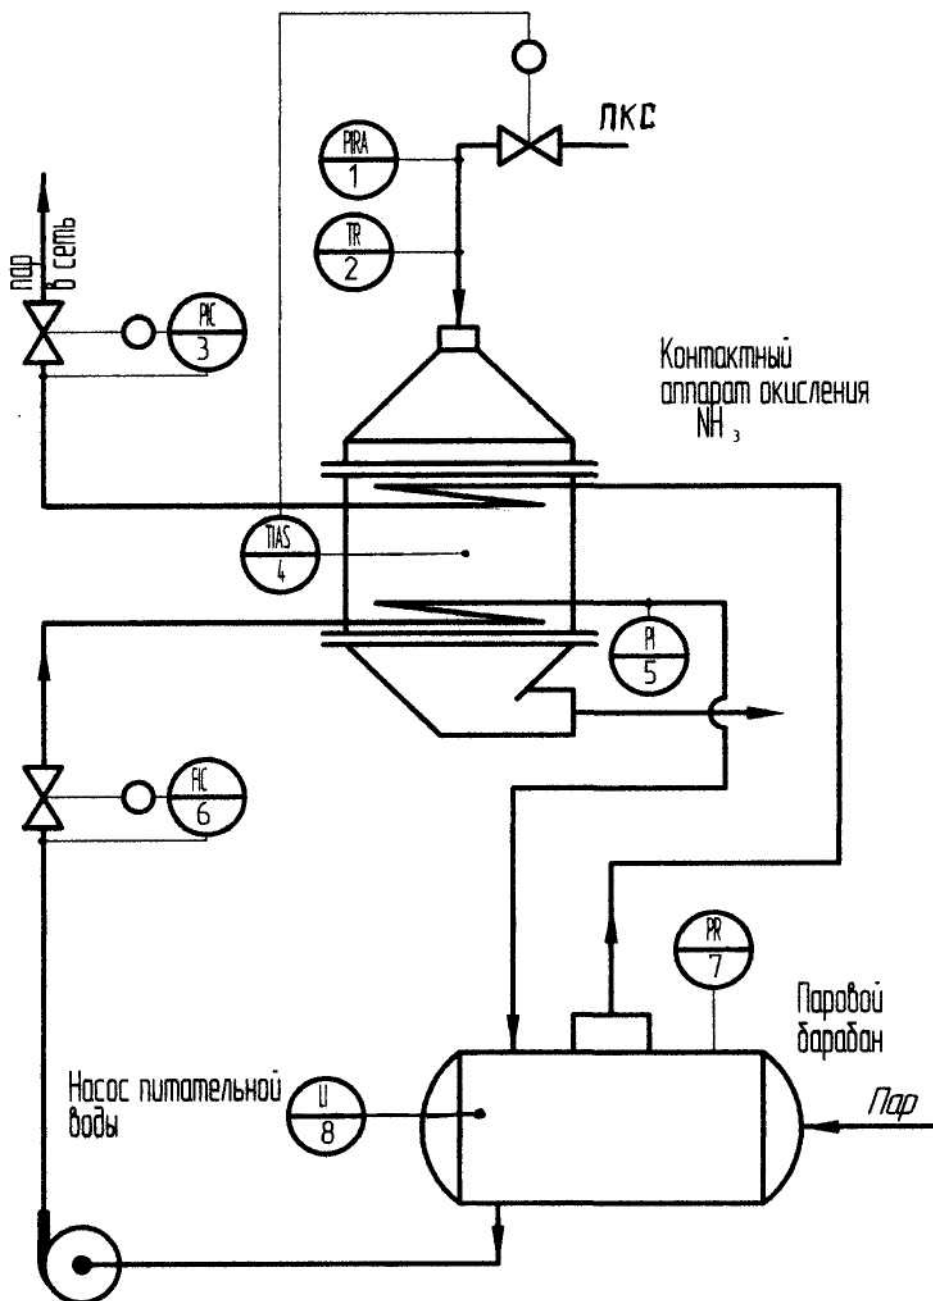 ПКС
PIRA
1
TR
2
пар
в сеть
PIC
3
Контактный
аппарат окисления
NH₃
TIAS
4
PI
5
FIC
6
PR
7
Паровой
барабан
Насос питательной
воды
LI
8
Пар